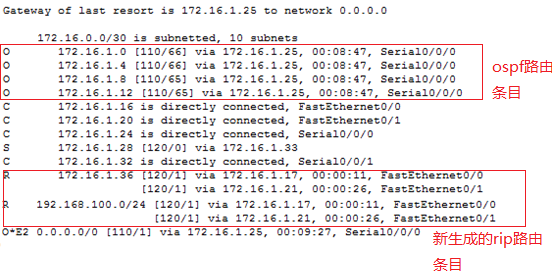 Gateway of last resort is 172.16.1.25 to network 0.0.0.0
172.16.0.0/30 is subnetted, 10 subnets
O 172.16.1.0 [110/66] via 172.16.1.25, 00:08:47, Serial0/0/0
O 172.16.1.4 [110/66] via 172.16.1.25, 00:08:47, Serial0/0/0
O 172.16.1.8 [110/65] via 172.16.1.25, 00:08:47, Serial0/0/0
O 172.16.1.12 [110/65] via 172.16.1.25, 00:08:47, Serial0/0/0
ospf路由
条目
C 172.16.1.16 is directly connected, FastEthernet0/0
C 172.16.1.20 is directly connected, FastEthernet0/1
C 172.16.1.24 is directly connected, Serial0/0/0
S 172.16.1.28 [120/0] via 172.16.1.33
C 172.16.1.32 is directly connected, Serial0/0/1
R 172.16.1.36 [120/1] via 172.16.1.17, 00:00:11, FastEthernet0/0
[120/1] via 172.16.1.21, 00:00:26, FastEthernet0/1
R 192.168.100.0/24 [120/1] via 172.16.1.17, 00:00:11, FastEthernet0/0
[120/1] via 172.16.1.21, 00:00:26, FastEthernet0/1
O*E2 0.0.0.0/0 [110/1] via 172.16.1.25, 00:09:27, Serial0/0/0
新生成的rip路由
条目